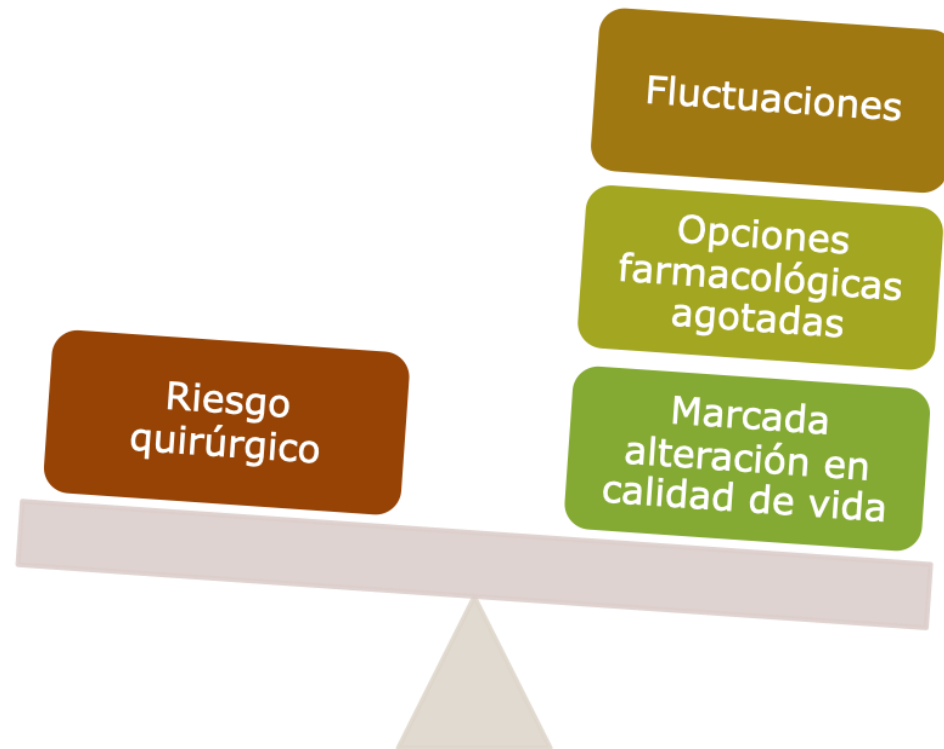 Fluctuaciones
Opciones
farmacológicas
agotadas
Riesgo
quirúrgico
Marcada
alteración en
calidad de vida